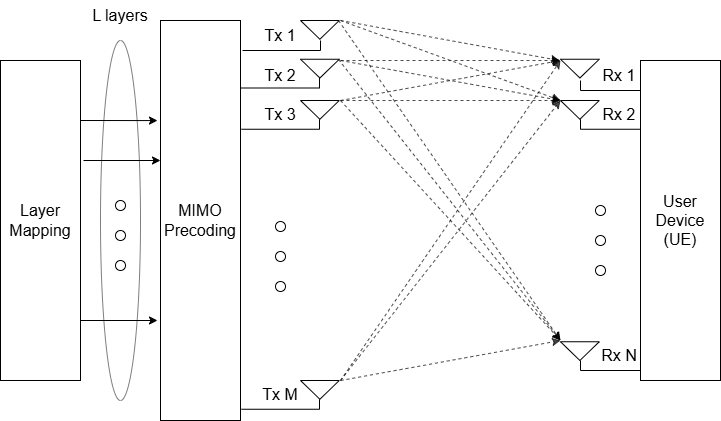 L layers
Layer
Mapping
MIMO
Precoding
Tx 1
Tx 2
Tx 3
Tx M
Rx 1
Rx 2
Rx N
User
Device
(UE)